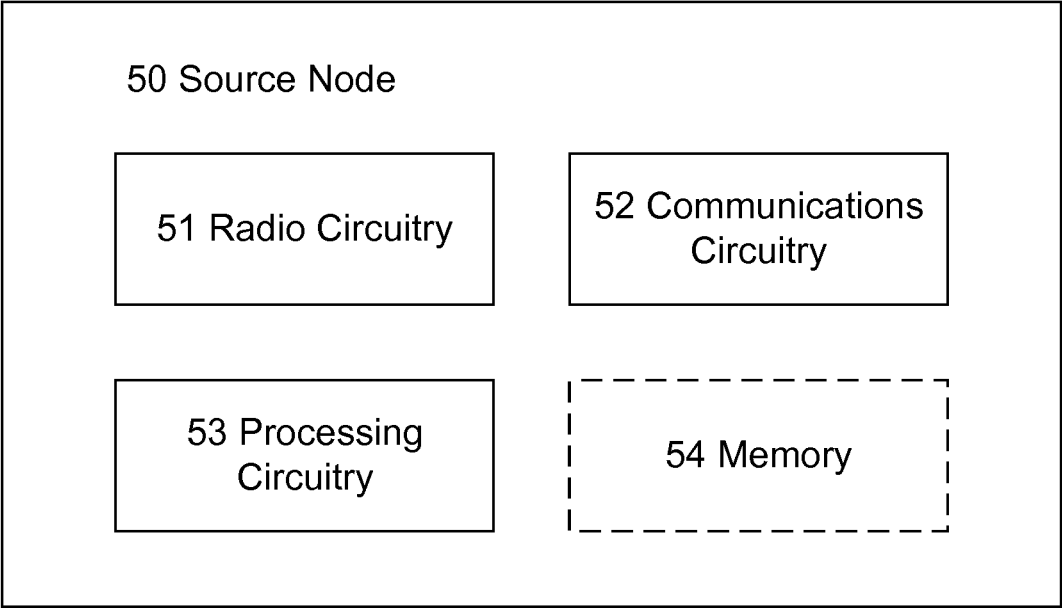 50 Source Node
51 Radio Circuitry
52 Communications
Circuitry
53 Processing
Circuitry
54 Memory